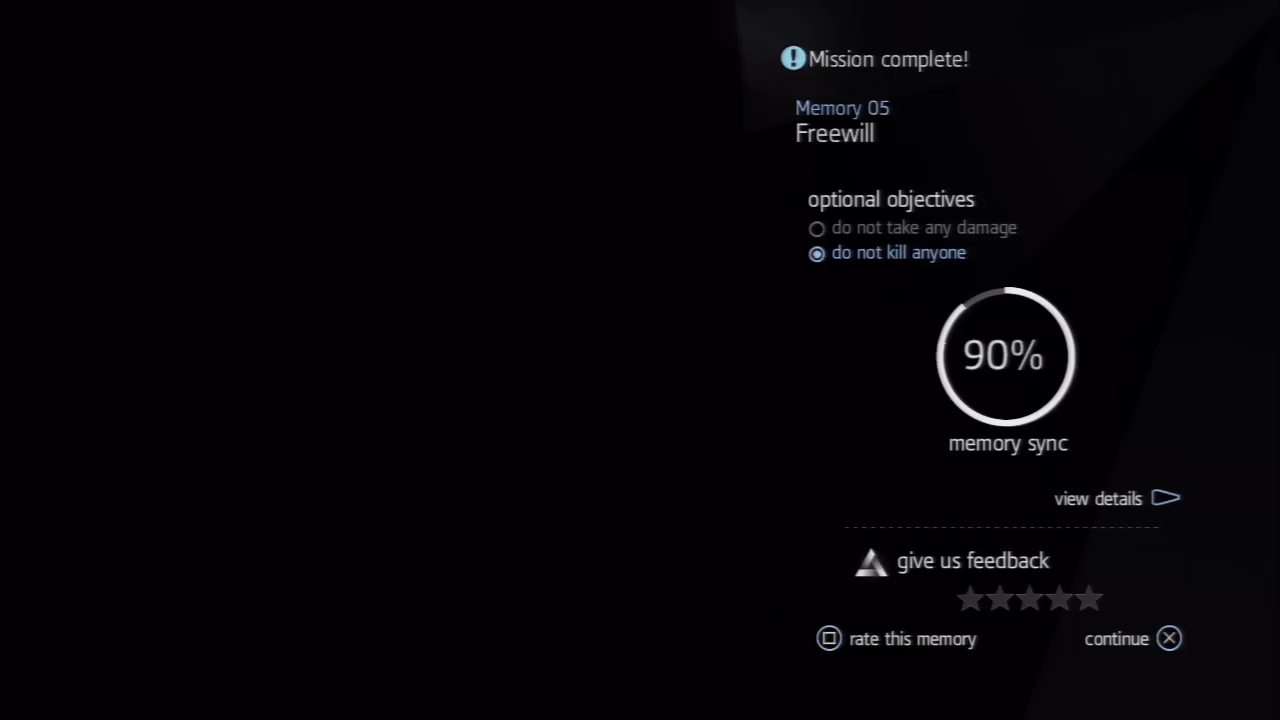 Mission complete!
Memory 05
Freewill
optional objectives
do not take any damage
do not kill anyone
90%
memory sync
view details
give us feedback
rate this memory
continue